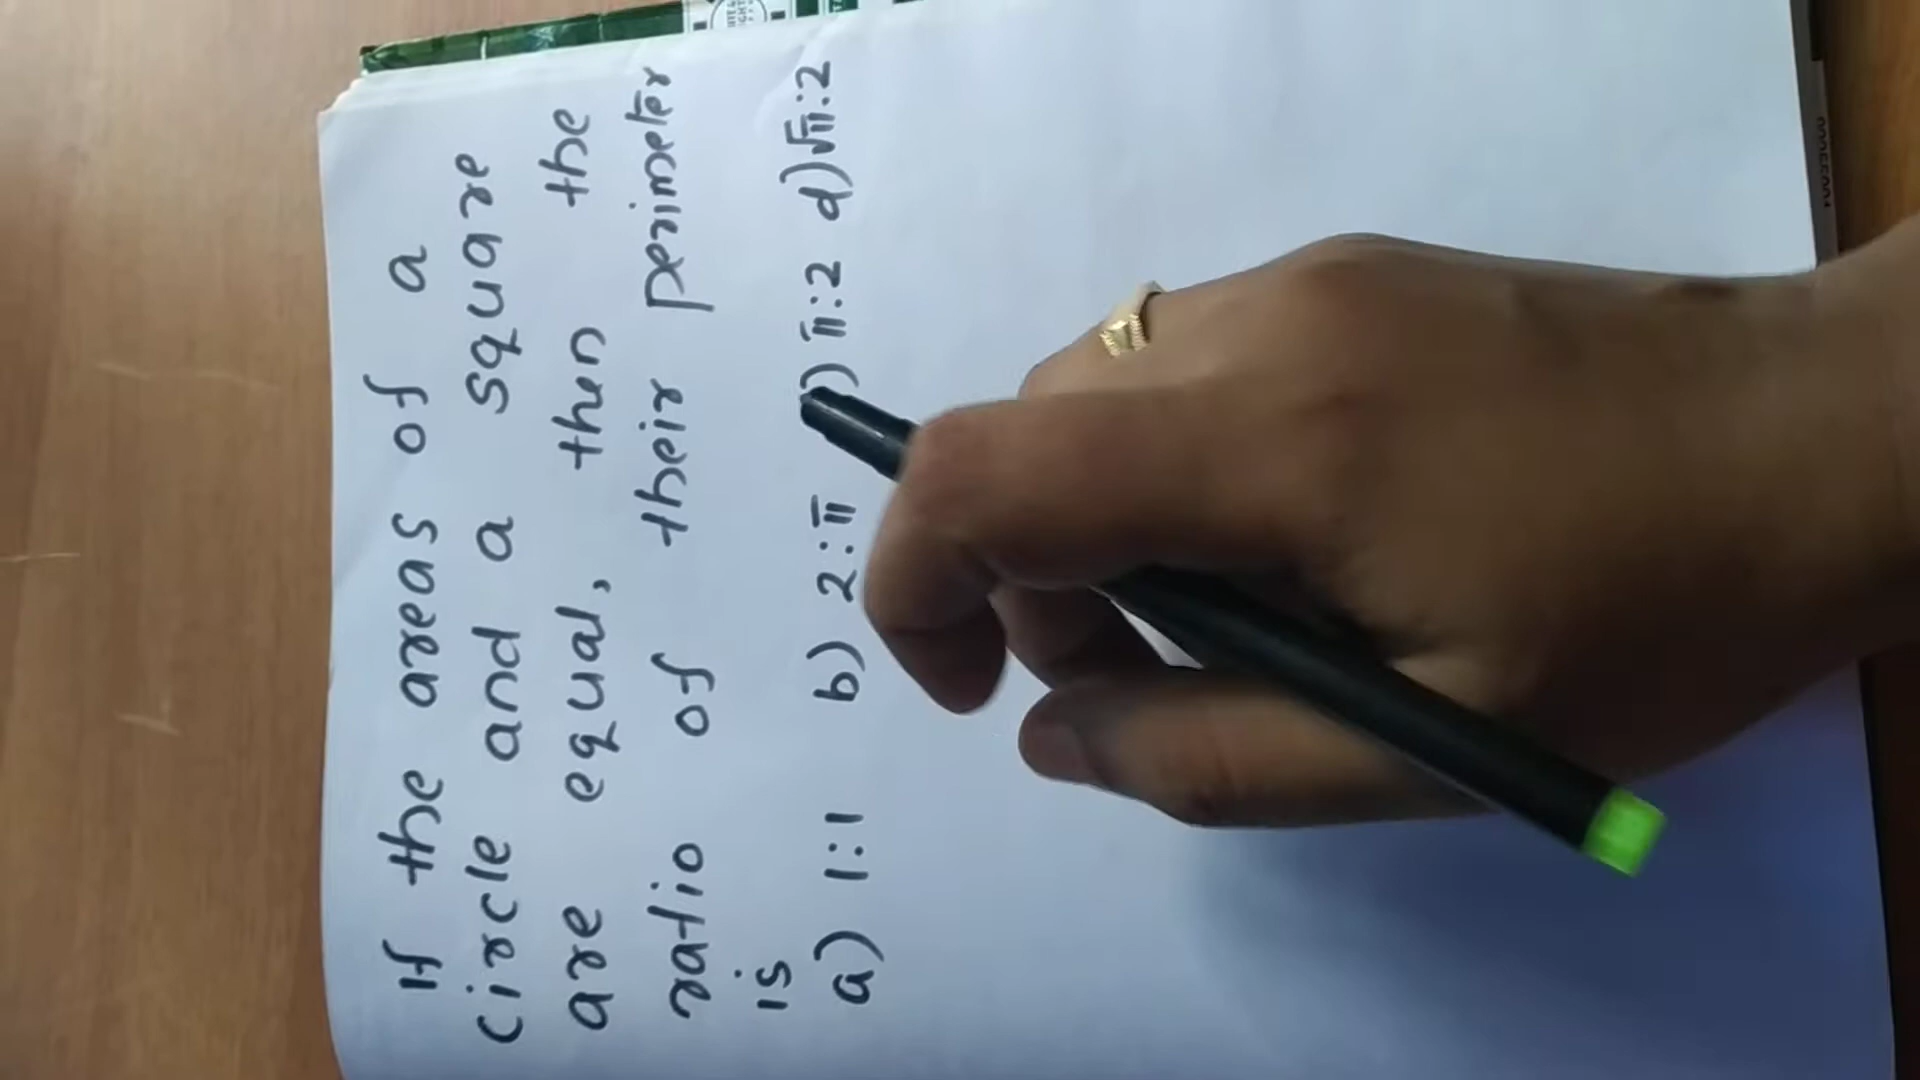 If the areas of a
circle and a square
are equal, then the
ratio of their perimeter
is
a) 1:1 b) 2:π ) π:2 d) √π:2